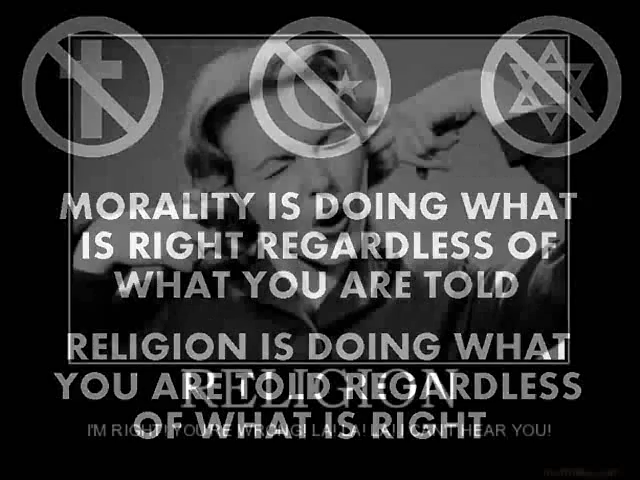 MORALITY IS DOING WHAT
IS RIGHT REGARDLESS OF
WHAT YOU ARE TOLD
RELIGION IS DOING WHAT
YOU ARE TOLD REGARDLESS
RELIGION
OF WHAT IS RIGHT
I'M RIGHT! YOU'RE WRONG! LA! LA! LA! I CAN'T HEAR YOU!